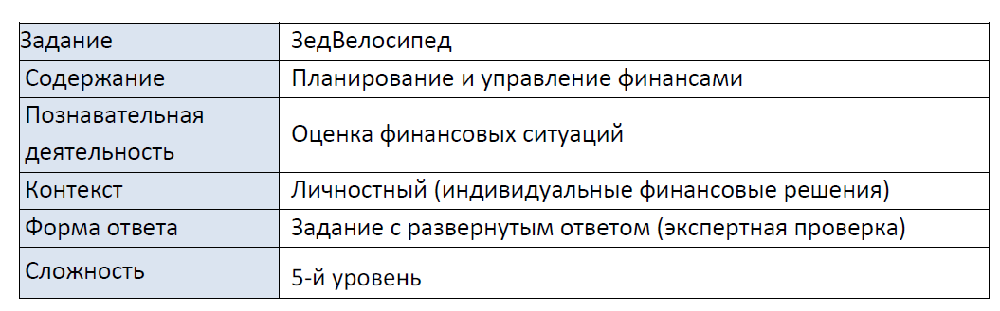 Задание ЗедВелосипед
Содержание Планирование и управление финансами
Познавательная
деятельность Оценка финансовых ситуаций
Контекст Личностный (индивидуальные финансовые решения)
Форма ответа Задание с развернутым ответом (экспертная проверка)
Сложность 5-й уровень